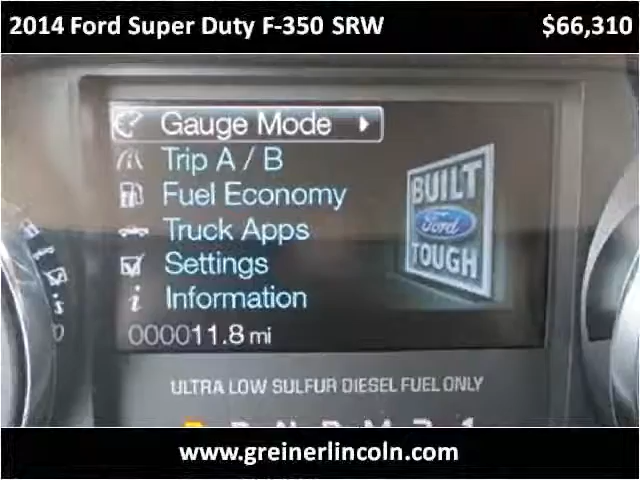 2014 Ford Super Duty F-350 SRW $66,310
Gauge Mode
Trip A / B
Fuel Economy
Truck Apps
Settings
i Information
000011.8 mi
BUILT
Ford
TOUGH
ULTRA LOW SULFUR DIESEL FUEL ONLY
www.greinerlincoln.com